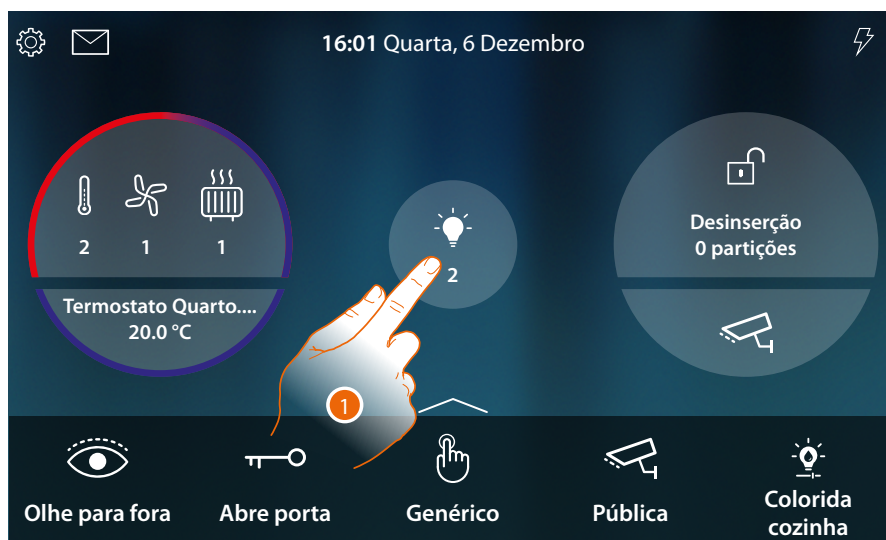 16:01 Quarta, 6 Dezembro
2 1 1
Termostato Quarto....
20.0 °C
2
Desinserção
0 partições
1
Olhe para fora
Abre porta
Genérico
Pública
Colorida
cozinha